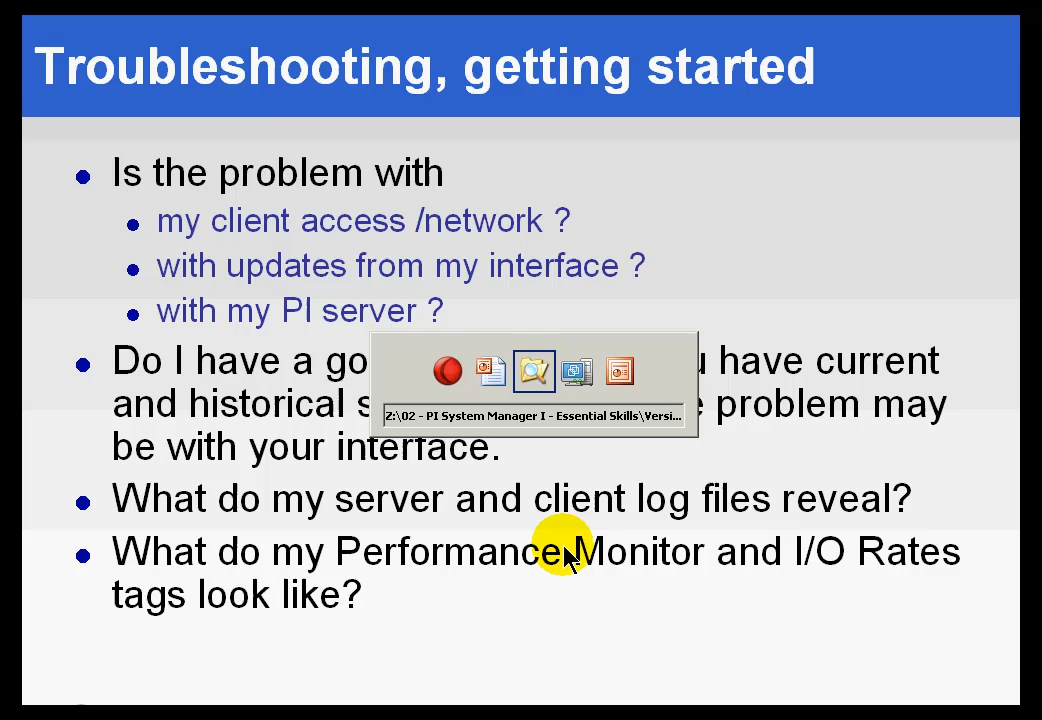 Troubleshooting, getting started
Is the problem with
my client access /network ?
with updates from my interface ?
with my PI server ?
Do I have a have current
and historical problem may
be with your interface.
Z:\02 - PI System Manager I - Essential Skills\Versi...
What do my server and client log files reveal?
What do my Performance Monitor and I/O Rates
tags look like?